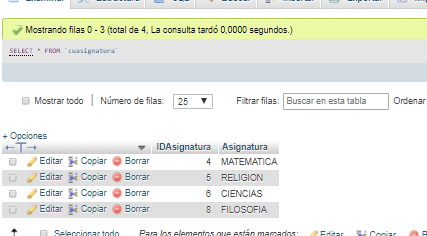 Mostrando filas 0 - 3 (total de 4, La consulta tardó 0,0000 segundos.)
SELECT * FROM `cuasignatura`
Mostrar todo Número de filas: 25 Filtrar filas: Buscar en esta tabla Ordenar
+ Opciones
IDAsignatura Asignatura
Editar Copiar Borrar 4 MATEMATICA
Editar Copiar Borrar 5 RELIGION
Editar Copiar Borrar 6 CIENCIAS
Editar Copiar Borrar 8 FILOSOFIA
Seleccionar todo Para los elementos que están marcados: Editar Copiar B